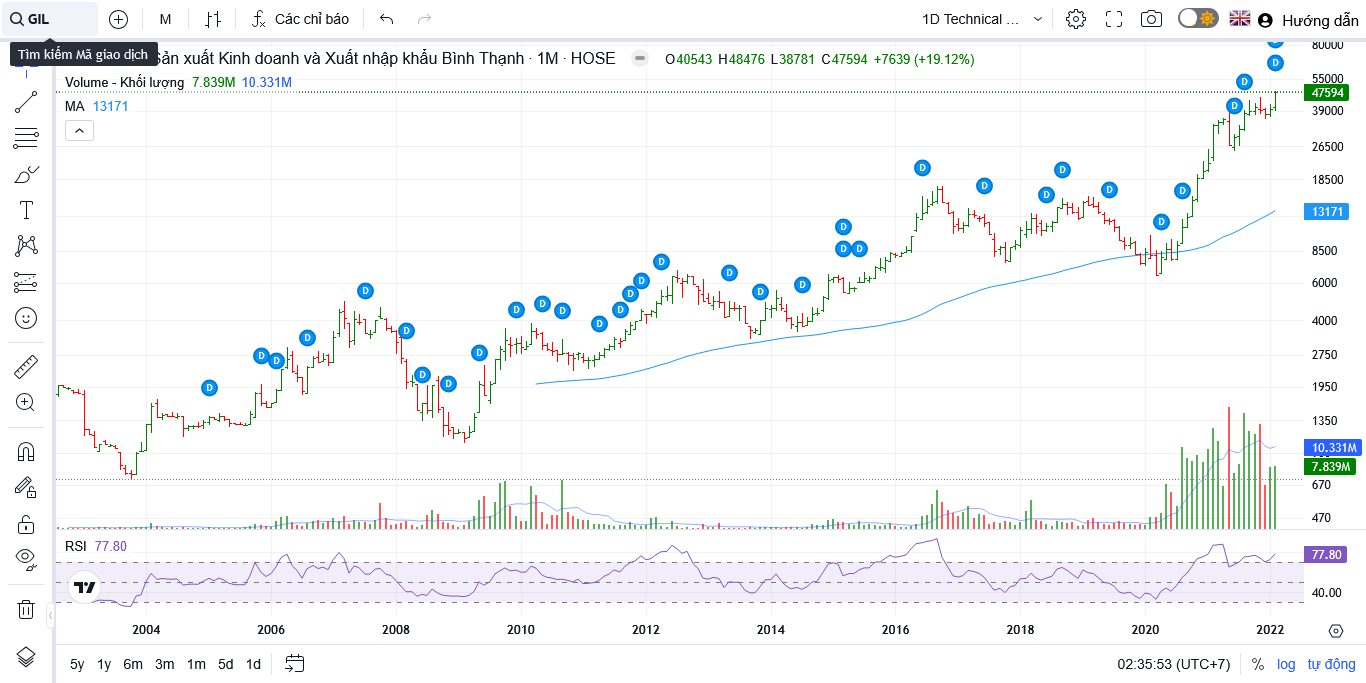 GIL
M
Các chỉ báo
1D Technical ...
Hướng dẫn
Tìm kiếm Mã giao dịch
Sản xuất Kinh doanh và Xuất nhập khẩu Bình Thạnh · 1M · HOSE
O40543 H48476 L38781 C47594 +7639 (+19.12%)
Volume - Khối lượng 7.839M 10.331M
MA 13171
80000
55000
47594
39000
26500
18500
13171
8500
6000
4000
2750
1950
1350
10.331M
7.839M
670
470
D D D D D D D D D D D D D D D D D D D D D D D D D D D D D D D D D
RSI 77.80
77.80
40.00
2004 2006 2008 2010 2012 2014 2016 2018 2020 2022
5y 1y 6m 3m 1m 5d 1d
02:35:53 (UTC+7) % log tự động